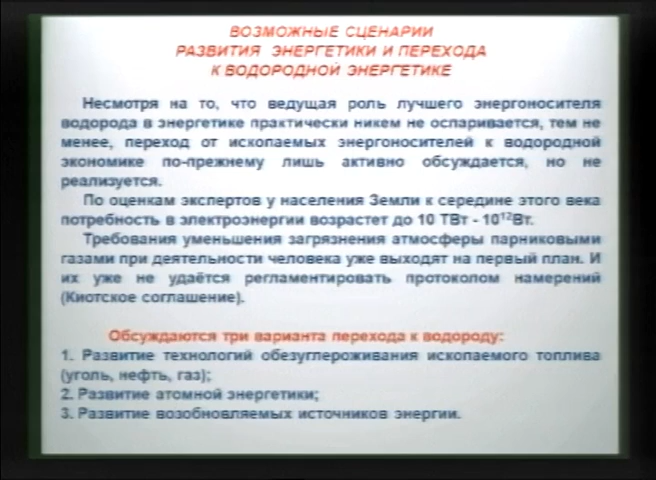 ВОЗМОЖНЫЕ СЦЕНАРИИ
РАЗВИТИЯ ЭНЕРГЕТИКИ И ПЕРЕХОДА
К ВОДОРОДНОЙ ЭНЕРГЕТИКЕ
Несмотря на то, что ведущая роль лучшего энергоносителя
водорода в энергетике практически никем не оспаривается, тем не
менее, переход от ископаемых энергоносителей к водородной
экономике по-прежнему лишь активно обсуждается, но не
реализуется.
По оценкам экспертов у населения Земли к середине этого века
потребность в электроэнергии возрастет до 10 ТВт - 10¹²Вт.
Требования уменьшения загрязнения атмосферы парниковыми
газами при деятельности человека уже выходят на первый план. И
их уже не удаётся регламентировать протоколом намерений
(Киотское соглашение).
Обсуждаются три варианта перехода к водороду:
1. Развитие технологий обезуглероживания ископаемого топлива
(уголь, нефть, газ);
2. Развитие атомной энергетики;
3. Развитие возобновляемых источников энергии.